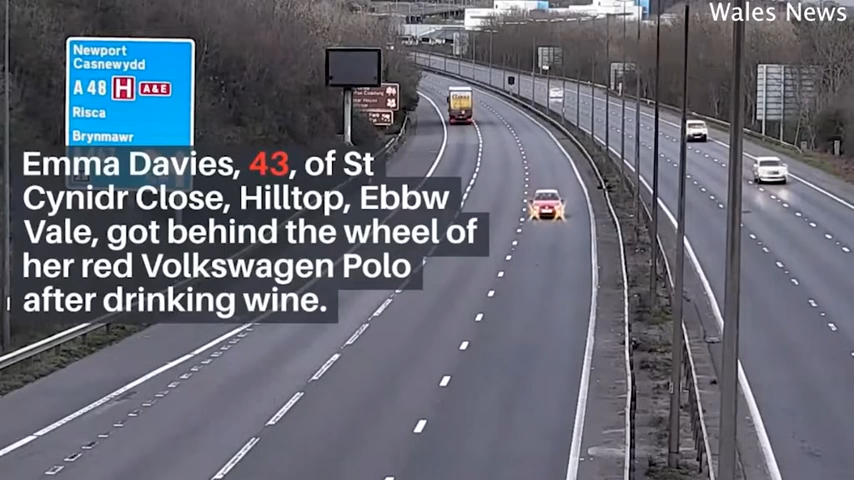 Wales News
Newport
Casnewydd
A 48 H A&E
Risca
Brynmawr
Emma Davies, 43, of St
Cynidr Close, Hilltop, Ebbw
Vale, got behind the wheel of
her red Volkswagen Polo
after drinking wine.